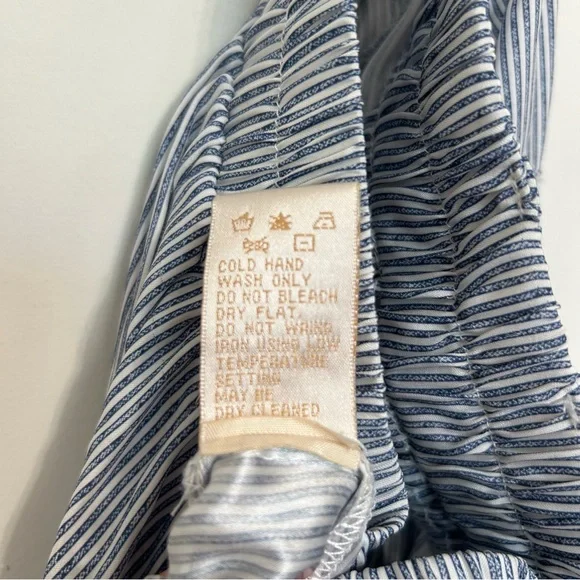 COLD HAND
WASH ONLY
DO NOT BLEACH
DRY FLAT.
DO NOT WRING
IRON USING LOW
TEMPERATURE
SETTING
MAY BE
DRY CLEANED